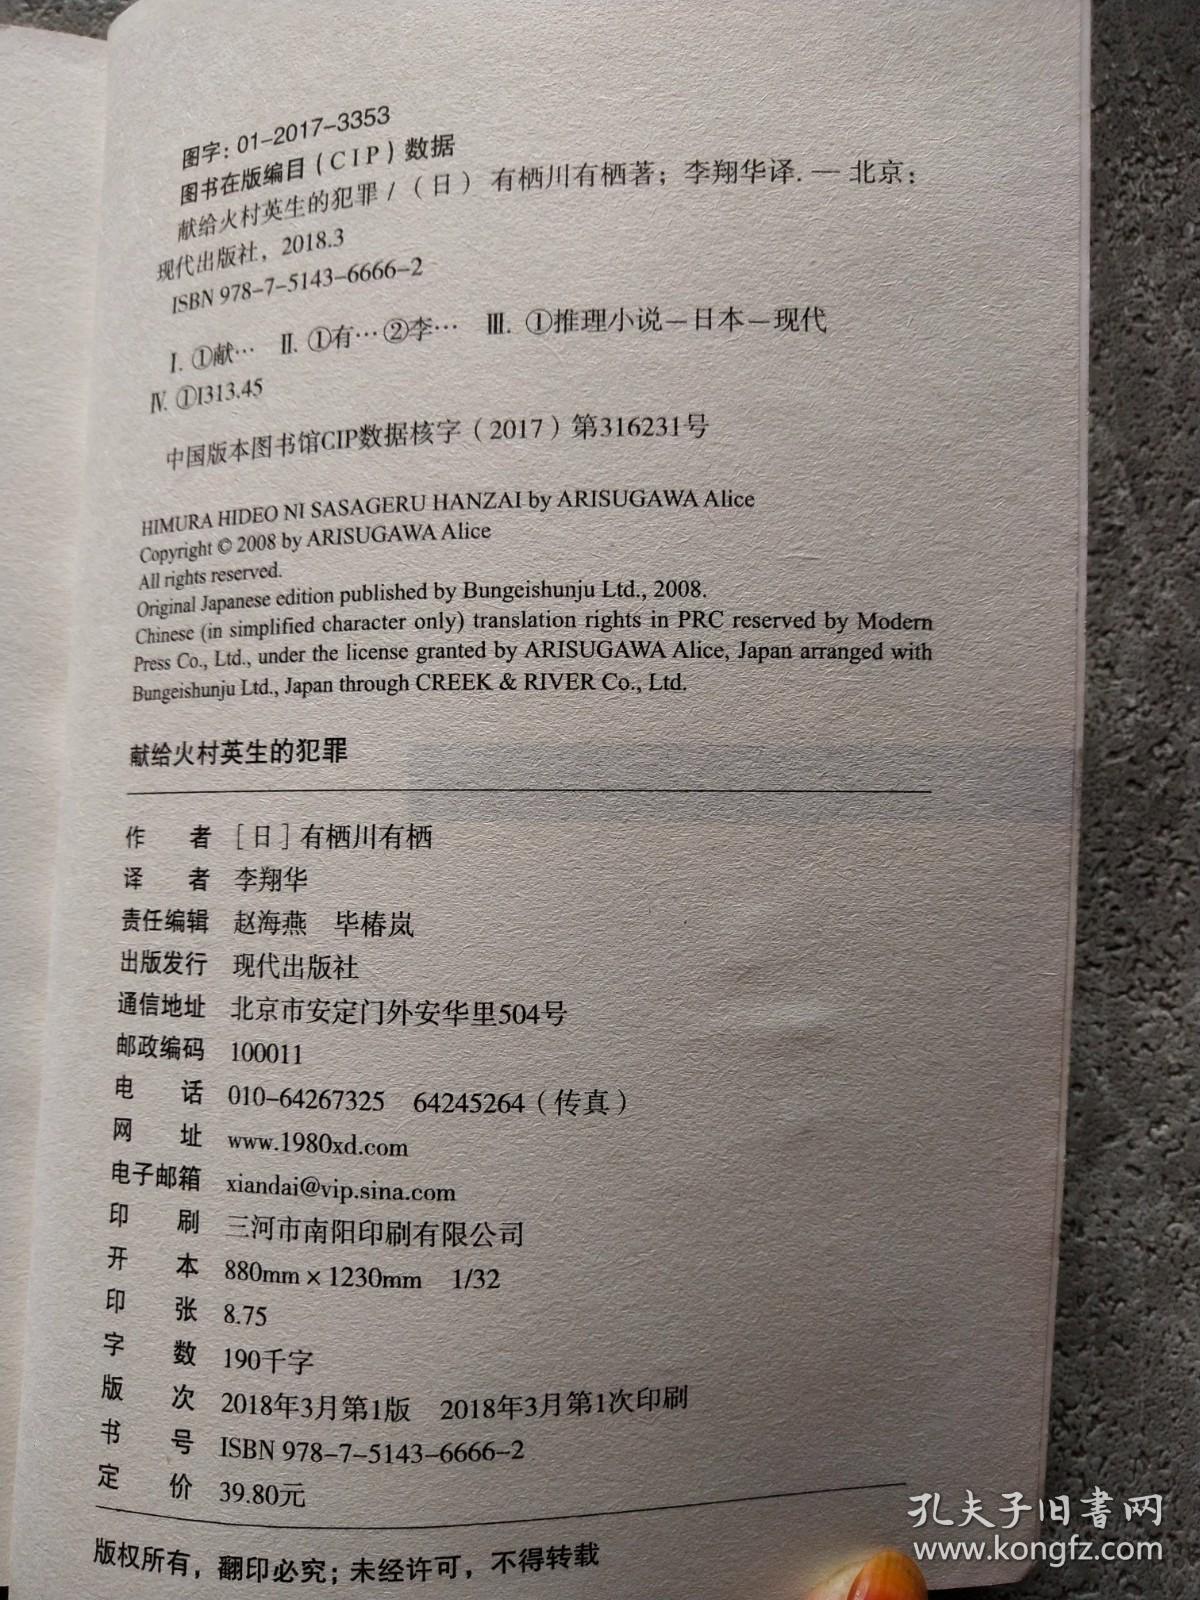 图字：01-2017-3353
图书在版编目（CIP）数据
献给火村英生的犯罪 /（日）有栖川有栖著；李翔华译. — 北京：
现代出版社，2018.3
ISBN 978-7-5143-6666-2
Ⅰ. ①献… Ⅱ. ①有… ②李… Ⅲ. ①推理小说－日本－现代
Ⅳ. ①I313.45
中国版本图书馆CIP数据核字（2017）第316231号
HIMURA HIDEO NI SASAGERU HANZAI by ARISUGAWA Alice
Copyright © 2008 by ARISUGAWA Alice
All rights reserved.
Original Japanese edition published by Bungeishunju Ltd., 2008.
Chinese (in simplified character only) translation rights in PRC reserved by Modern
Press Co., Ltd., under the license granted by ARISUGAWA Alice, Japan arranged with
Bungeishunju Ltd., Japan through CREEK & RIVER Co., Ltd.
献给火村英生的犯罪
作 者 ［日］有栖川有栖
译 者 李翔华
责任编辑 赵海燕 毕椿岚
出版发行 现代出版社
通信地址 北京市安定门外安华里504号
邮政编码 100011
电 话 010-64267325 64245264（传真）
网 址 www.1980xd.com
电子邮箱 xiandai@vip.sina.com
印 刷 三河市南阳印刷有限公司
开 本 880mm×1230mm 1/32
印 张 8.75
字 数 190千字
版 次 2018年3月第1版 2018年3月第1次印刷
书 号 ISBN 978-7-5143-6666-2
定 价 39.80元
版权所有，翻印必究；未经许可，不得转载
孔夫子旧书网
www.kongfz.com